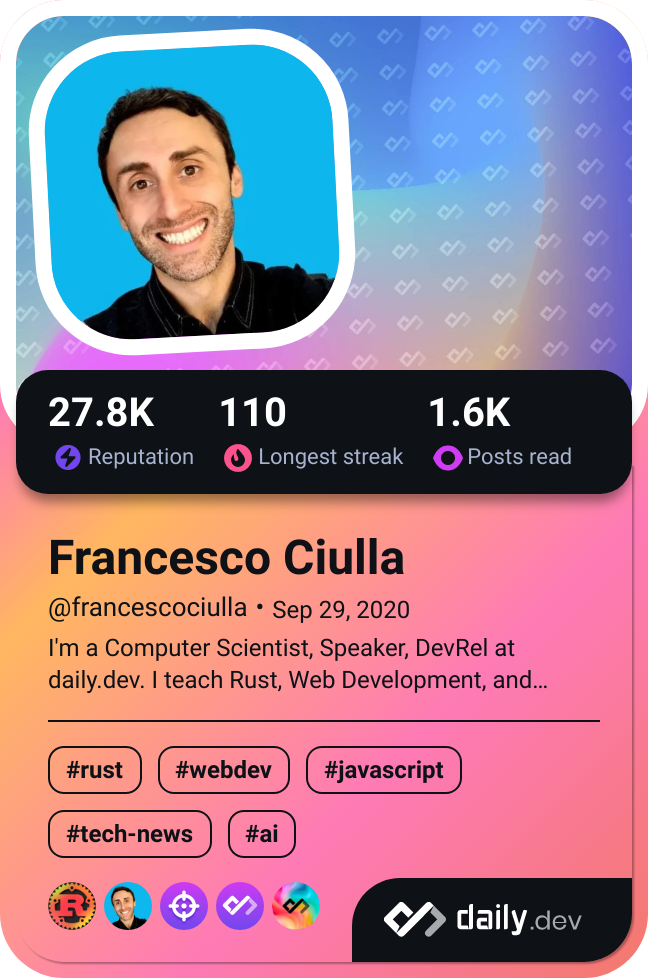 27.8K 110 1.6K
Reputation Longest streak Posts read
Francesco Ciulla
@francescociulla • Sep 29, 2020
I'm a Computer Scientist, Speaker, DevRel at
daily.dev. I teach Rust, Web Development, and…
#rust #webdev #javascript
#tech-news #ai
R
daily.dev